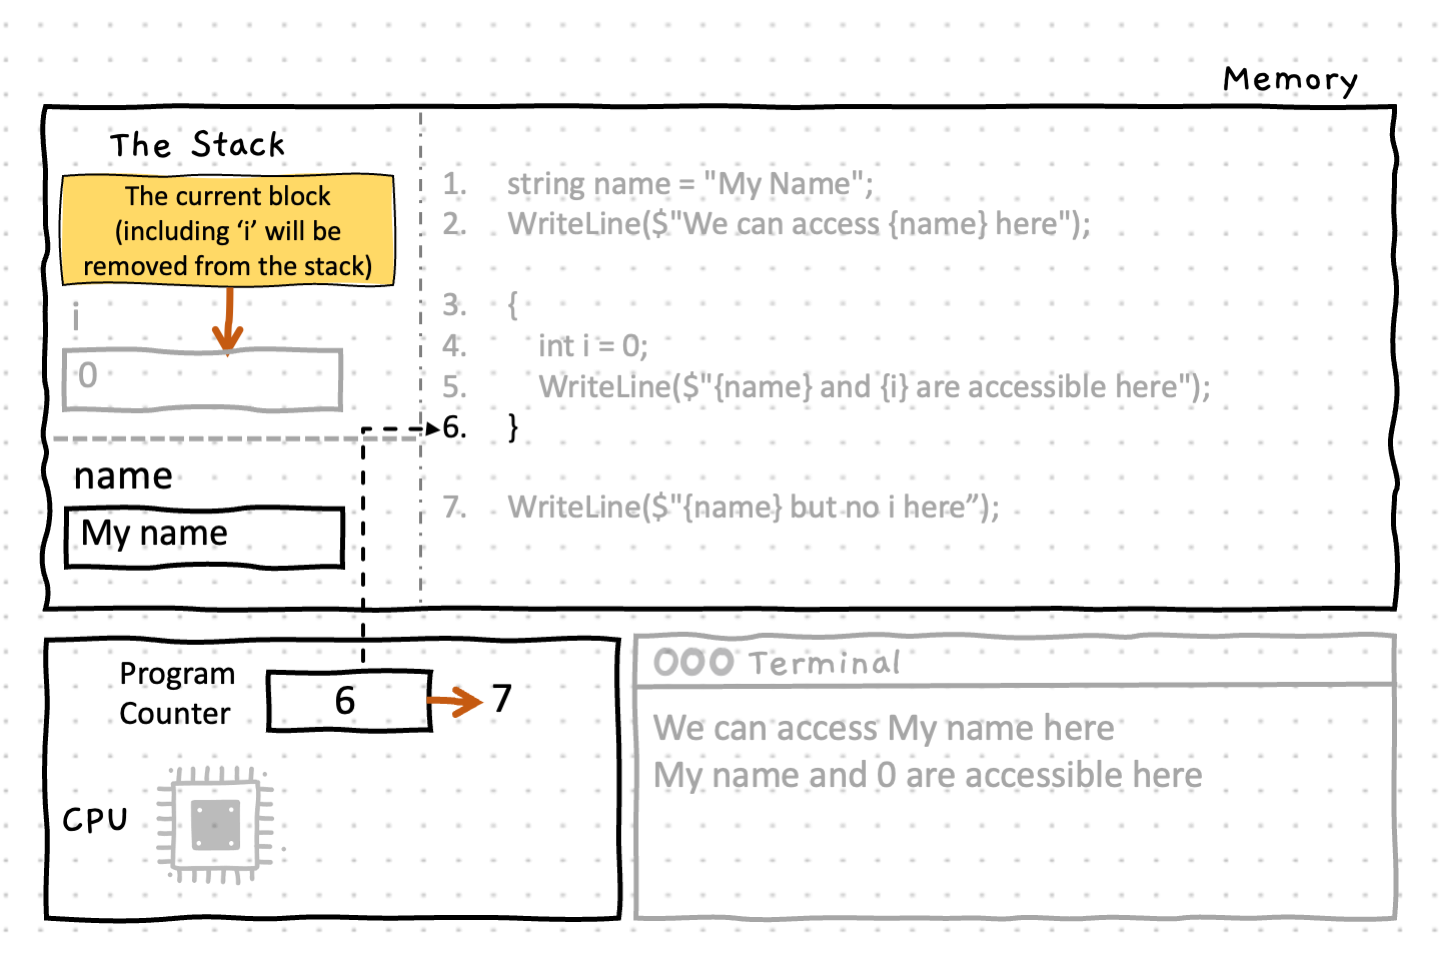 Memory
The Stack
The current block
(including ‘i’ will be
removed from the stack)
i
0
name
My name
1. string name = "My Name";
2. WriteLine($"We can access {name} here");
3. {
4. int i = 0;
5. WriteLine($"{name} and {i} are accessible here");
6. }
7. WriteLine($"{name} but no i here”);
Program
Counter
6
7
CPU
Terminal
We can access My name here
My name and 0 are accessible here